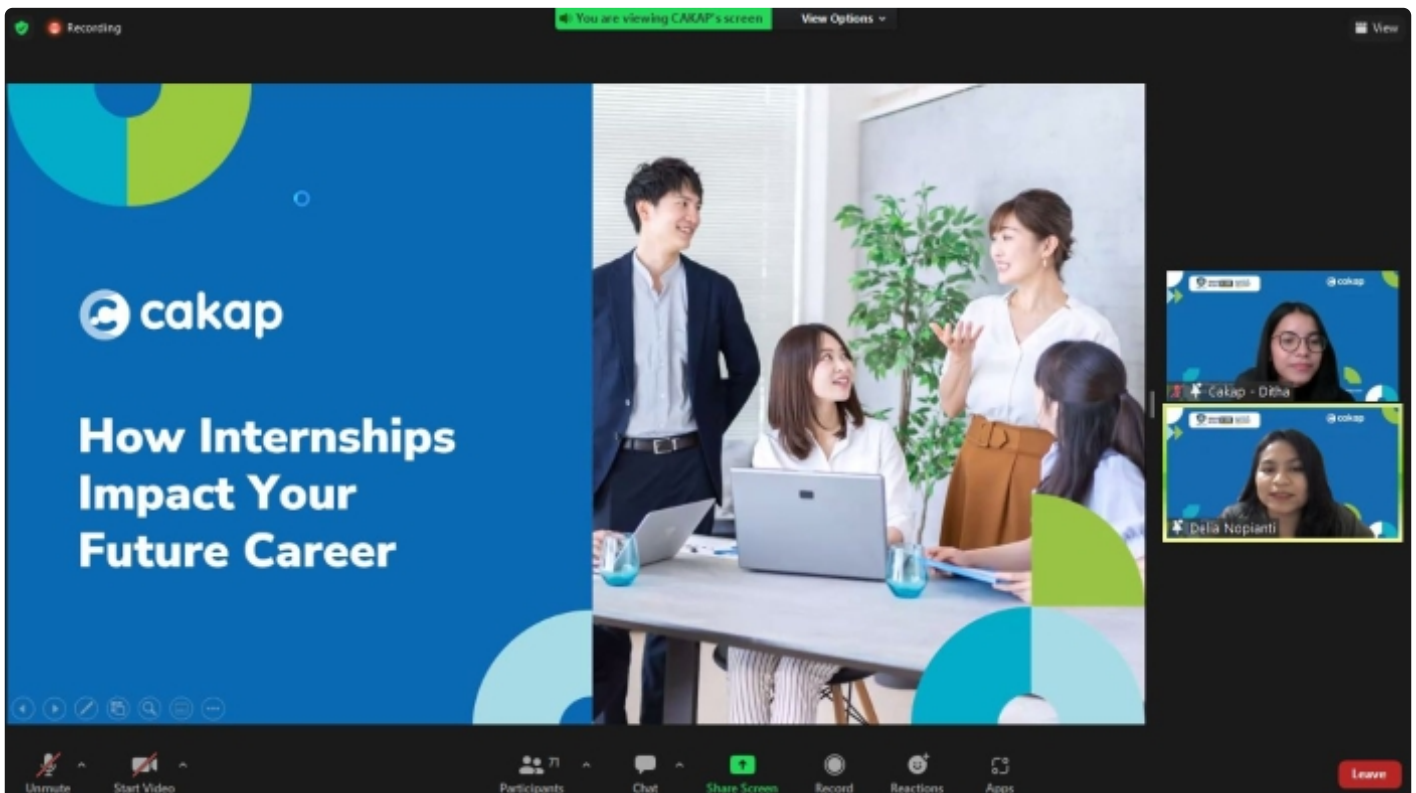 Recording
You are viewing CAKAP's screen
View Options
View
cakap
How Internships
Impact Your
Future Career
cakap
Cakap - Ditha
cakap
Delia Nopianti
Unmute
Start Video
71
Participants
Chat
Share Screen
Record
Reactions
Apps
Leave